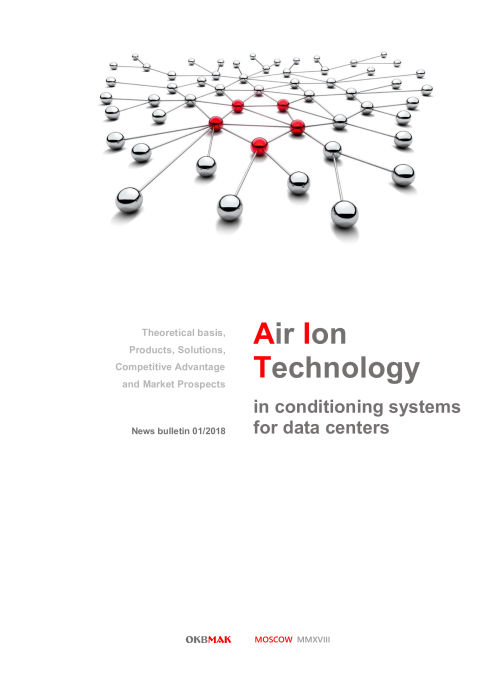 Theoretical basis,
Products, Solutions,
Competitive Advantage
and Market Prospects
News bulletin 01/2018
Air Ion
Technology
in conditioning systems
for data centers
OKBMAK MOSCOW MMXVIII